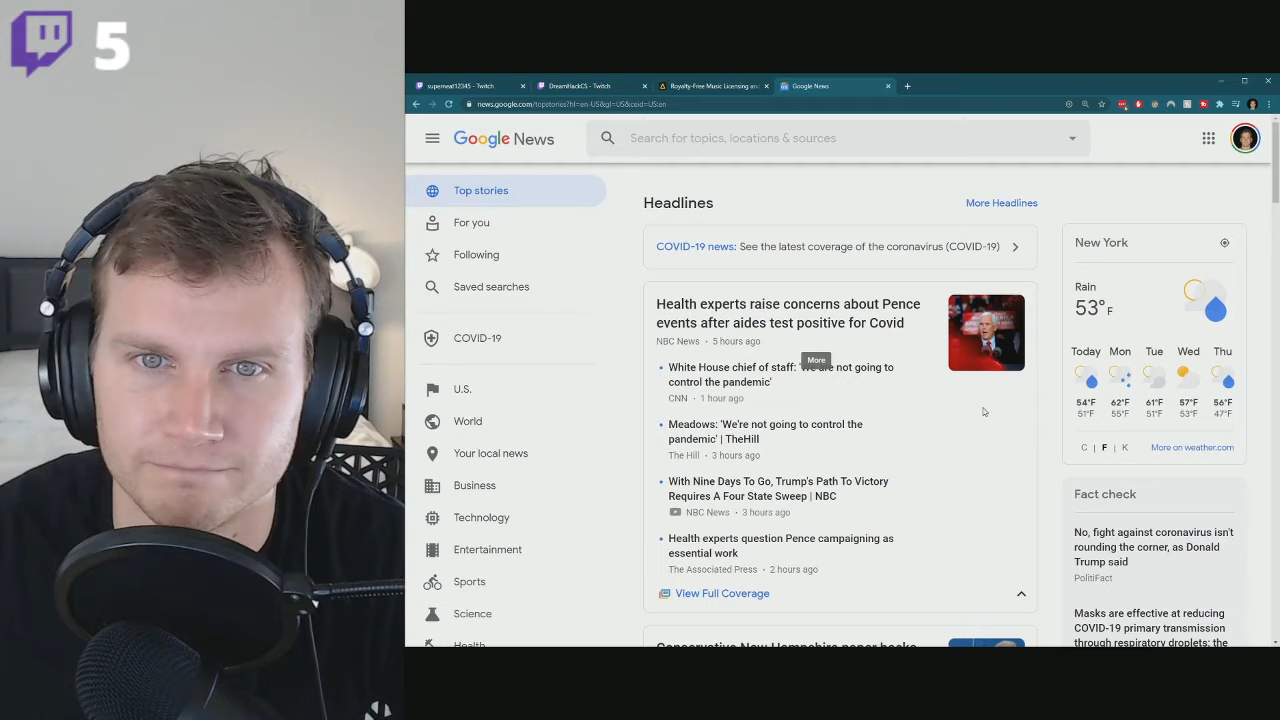 5
supermeat12345 - Twitch
DreamHackCS - Twitch
Royalty-Free Music Licensing an
Google News
news.google.com/topstories?hl=en-US&gl=US&ceid=US:en
Google News
Search for topics, locations & sources
Top stories
For you
Following
Saved searches
COVID-19
U.S.
World
Your local news
Business
Technology
Entertainment
Sports
Science
Health
Headlines
More Headlines
COVID-19 news: See the latest coverage of the coronavirus (COVID-19)
Health experts raise concerns about Pence
events after aides test positive for Covid
NBC News • 5 hours ago
More
White House chief of staff: 'We are not going to
control the pandemic'
CNN • 1 hour ago
Meadows: 'We're not going to control the
pandemic' | TheHill
The Hill • 3 hours ago
With Nine Days To Go, Trump's Path To Victory
Requires A Four State Sweep | NBC
NBC News • 3 hours ago
Health experts question Pence campaigning as
essential work
The Associated Press • 2 hours ago
View Full Coverage
Conservative New Hampshire paper backs
New York
Rain
53°F
Today Mon Tue Wed Thu
54°F 62°F 61°F 57°F 56°F
51°F 55°F 59°F 53°F 47°F
C | F | K
More on weather.com
Fact check
No, fight against coronavirus isn't
rounding the corner, as Donald
Trump said
PolitiFact
Masks are effective at reducing
COVID-19 primary transmission
through respiratory droplets; the